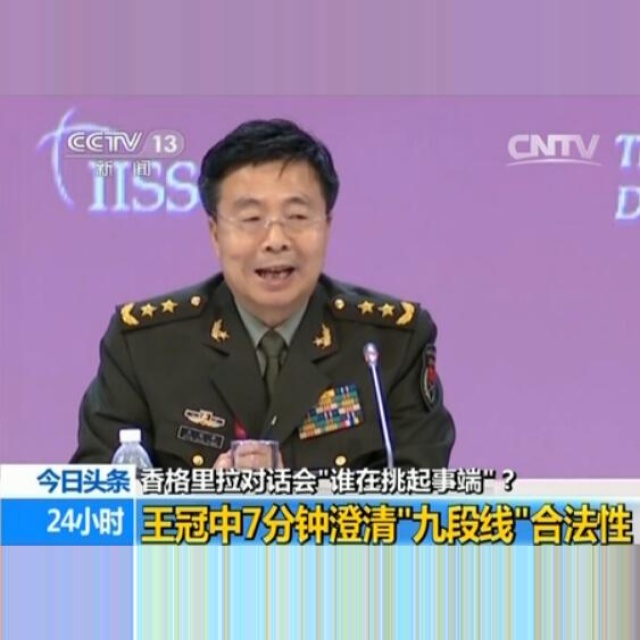 CCTV 13
新闻
IISS
CNTV
T
D
今日头条
香格里拉对话会"谁在挑起事端"？
24小时
王冠中7分钟澄清"九段线"合法性